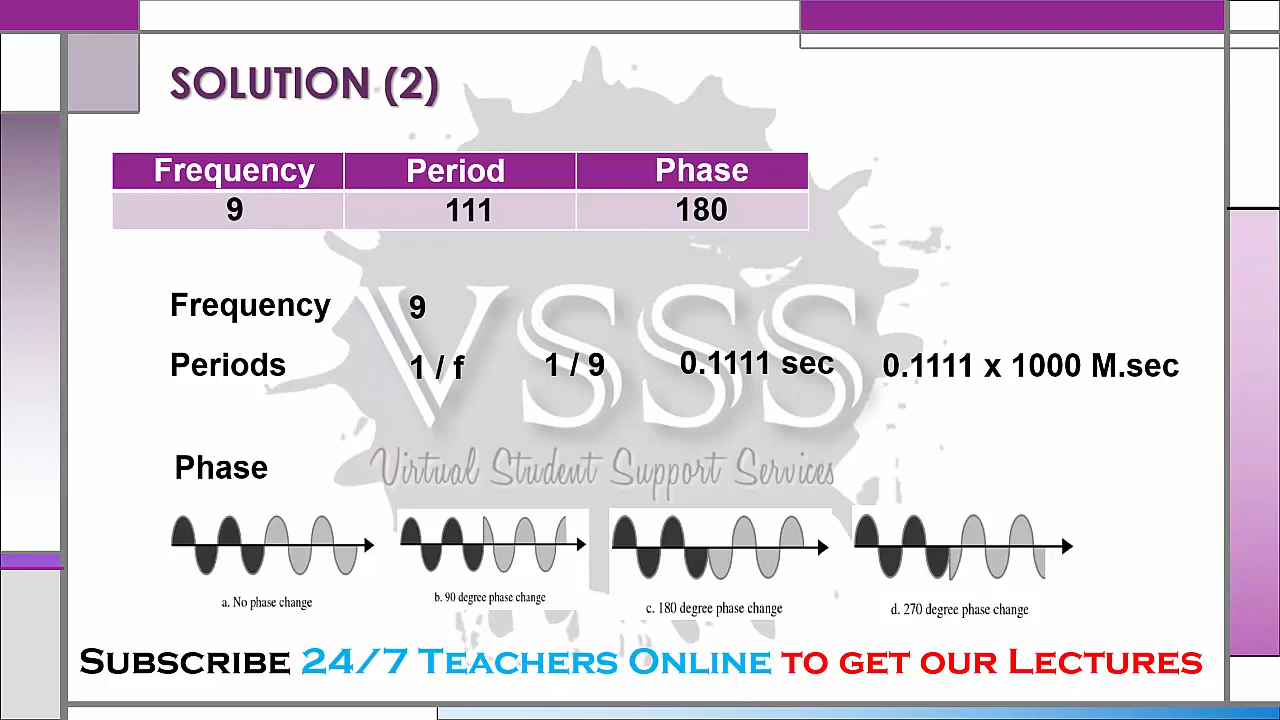 SOLUTION (2)
Frequency Period Phase
9 111 180
Frequency 9
Periods 1 / f 1 / 9 0.1111 sec 0.1111 x 1000 M.sec
VSSS
Virtual Student Support Services
Phase
a. No phase change b. 90 degree phase change c. 180 degree phase change d. 270 degree phase change
SUBSCRIBE 24/7 TEACHERS ONLINE TO GET OUR LECTURES